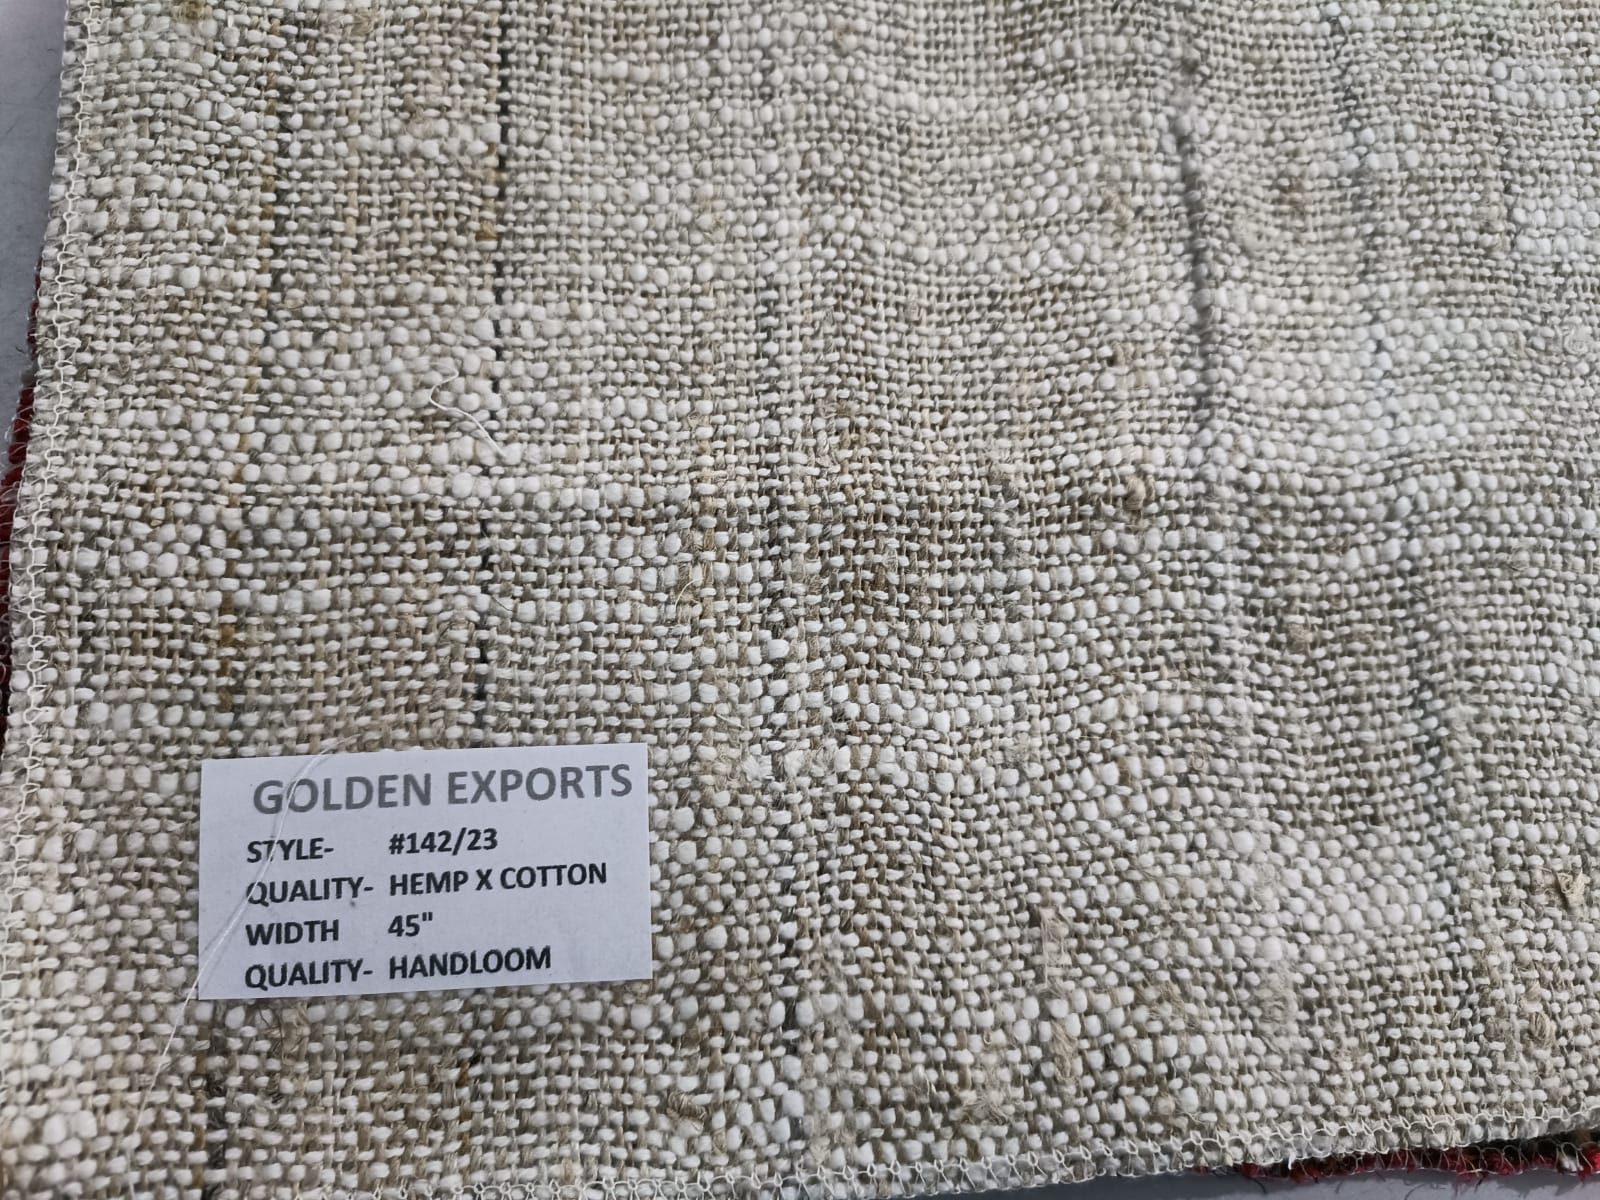 GOLDEN EXPORTS
STYLE- #142/23
QUALITY- HEMP X COTTON
WIDTH 45"
QUALITY- HANDLOOM